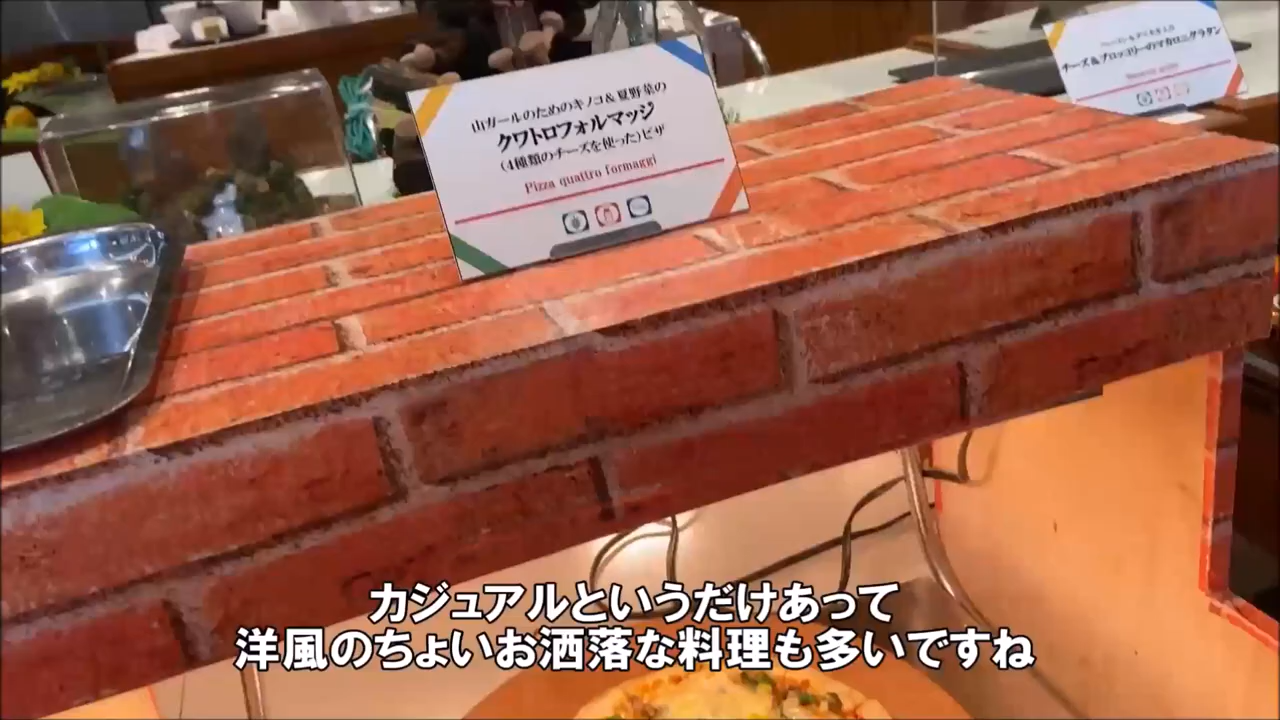 山ガールのためのキノコ&夏野菜の
クワトロフォルマッジ
(4種類のチーズを使った)ピザ
Pizza quattro formaggi
チーズ&ブロッコリーのマカロニグラタン
カジュアルというだけあって
洋風のちょいお洒落な料理も多いですね